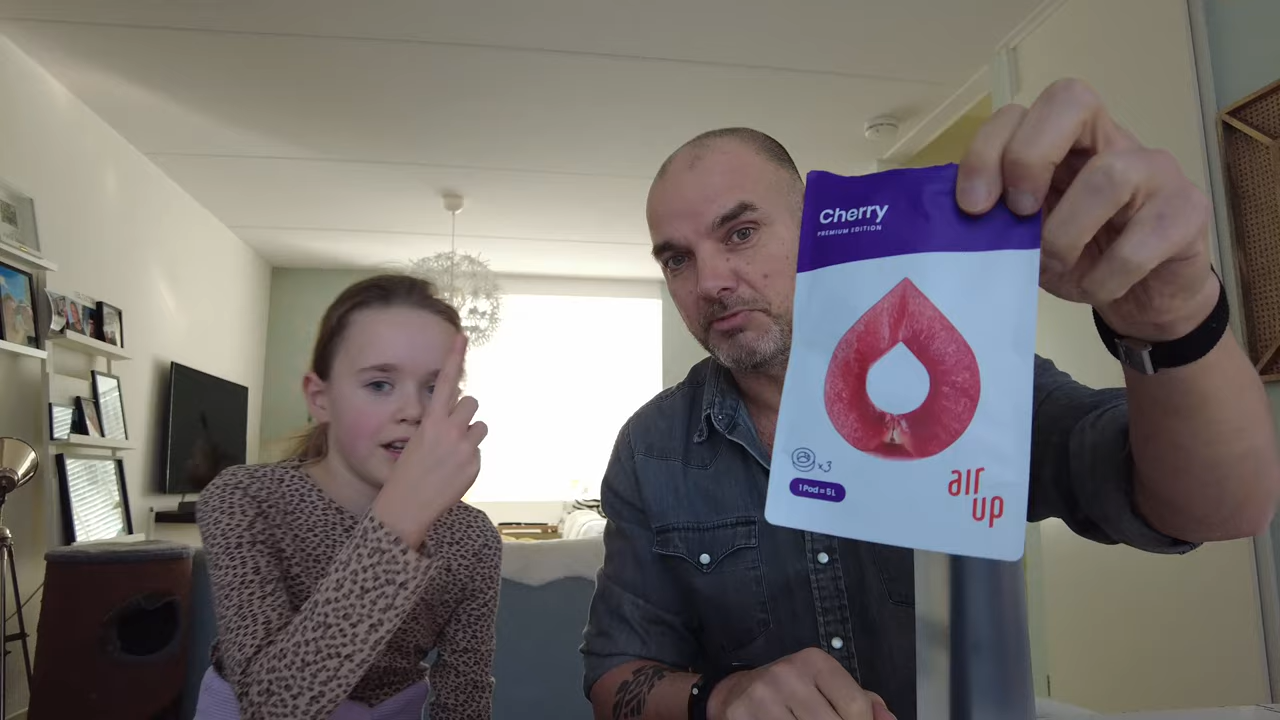 Cherry
PREMIUM EDITION
x3
1 Pod = 5L
air
up